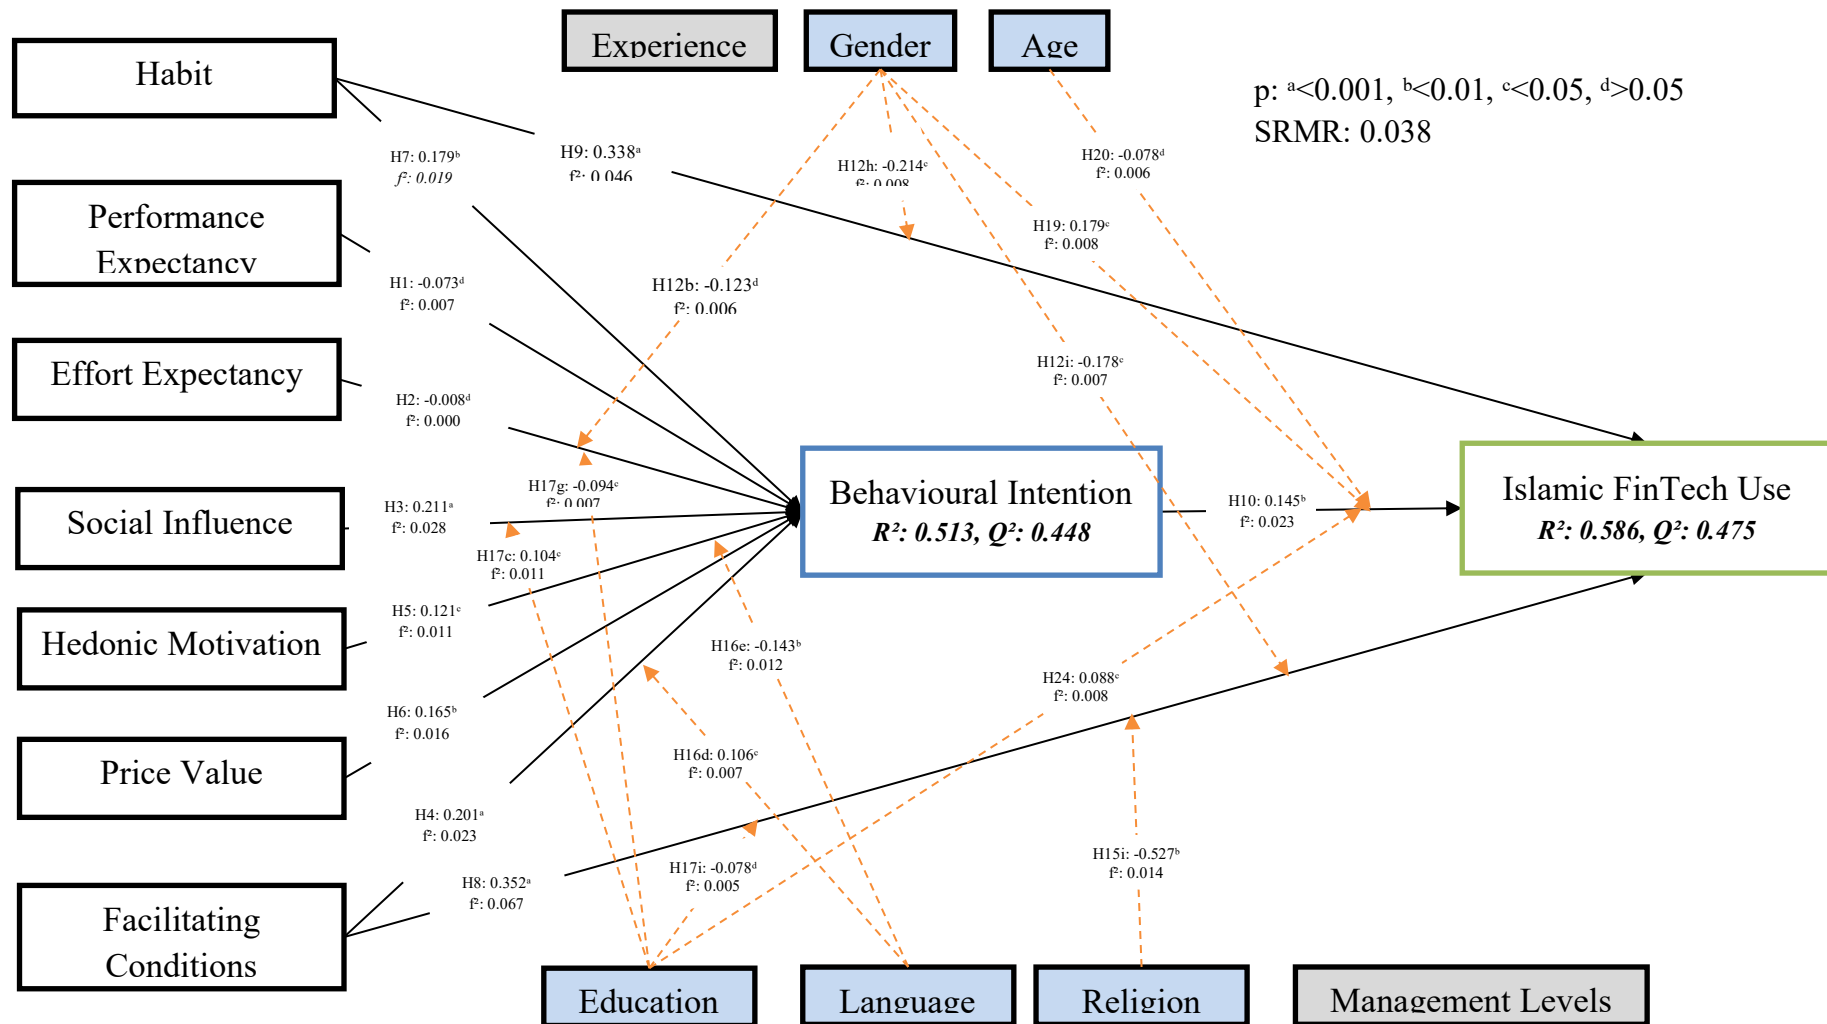 Experience
Gender
Age
Habit
p: ᵃ<0.001, ᵇ<0.01, ᶜ<0.05, ᵈ>0.05
SRMR: 0.038
H7: 0.179ᵇ
f²: 0.019
H9: 0.338ᵃ
f²: 0.046
H12h: -0.214ᶜ
f²: 0.008
H20: -0.078ᵈ
f²: 0.006
Performance
Expectancy
H19: 0.179ᶜ
f²: 0.008
H1: -0.073ᵈ
f²: 0.007
H12b: -0.123ᵈ
f²: 0.006
Effort Expectancy
H12i: -0.178ᶜ
f²: 0.007
H2: -0.008ᵈ
f²: 0.000
Social Influence
H3: 0.211ᵃ
f²: 0.028
H17g: -0.094ᶜ
f²: 0.007
Behavioural Intention
R²: 0.513, Q²: 0.448
H10: 0.145ᵇ
f²: 0.023
Islamic FinTech Use
R²: 0.586, Q²: 0.475
H17c: 0.104ᶜ
f²: 0.011
H5: 0.121ᶜ
f²: 0.011
Hedonic Motivation
H16e: -0.143ᵇ
f²: 0.012
H24: 0.088ᶜ
f²: 0.008
H6: 0.165ᵇ
f²: 0.016
Price Value
H16d: 0.106ᶜ
f²: 0.007
H4: 0.201ᵃ
f²: 0.023
H17i: -0.078ᵈ
f²: 0.005
H15i: -0.527ᵇ
f²: 0.014
H8: 0.352ᵃ
f²: 0.067
Facilitating
Conditions
Education
Language
Religion
Management Levels